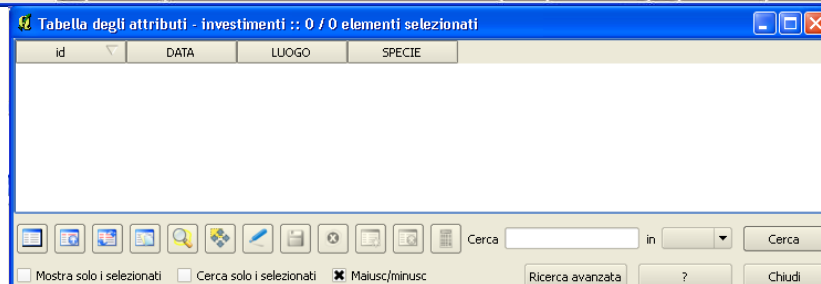 Tabella degli attributi - investimenti :: 0 / 0 elementi selezionati
id DATA LUOGO SPECIE
Cerca in Cerca
Mostra solo i selezionati Cerca solo i selezionati Maiusc/minusc Ricerca avanzata ? Chiudi